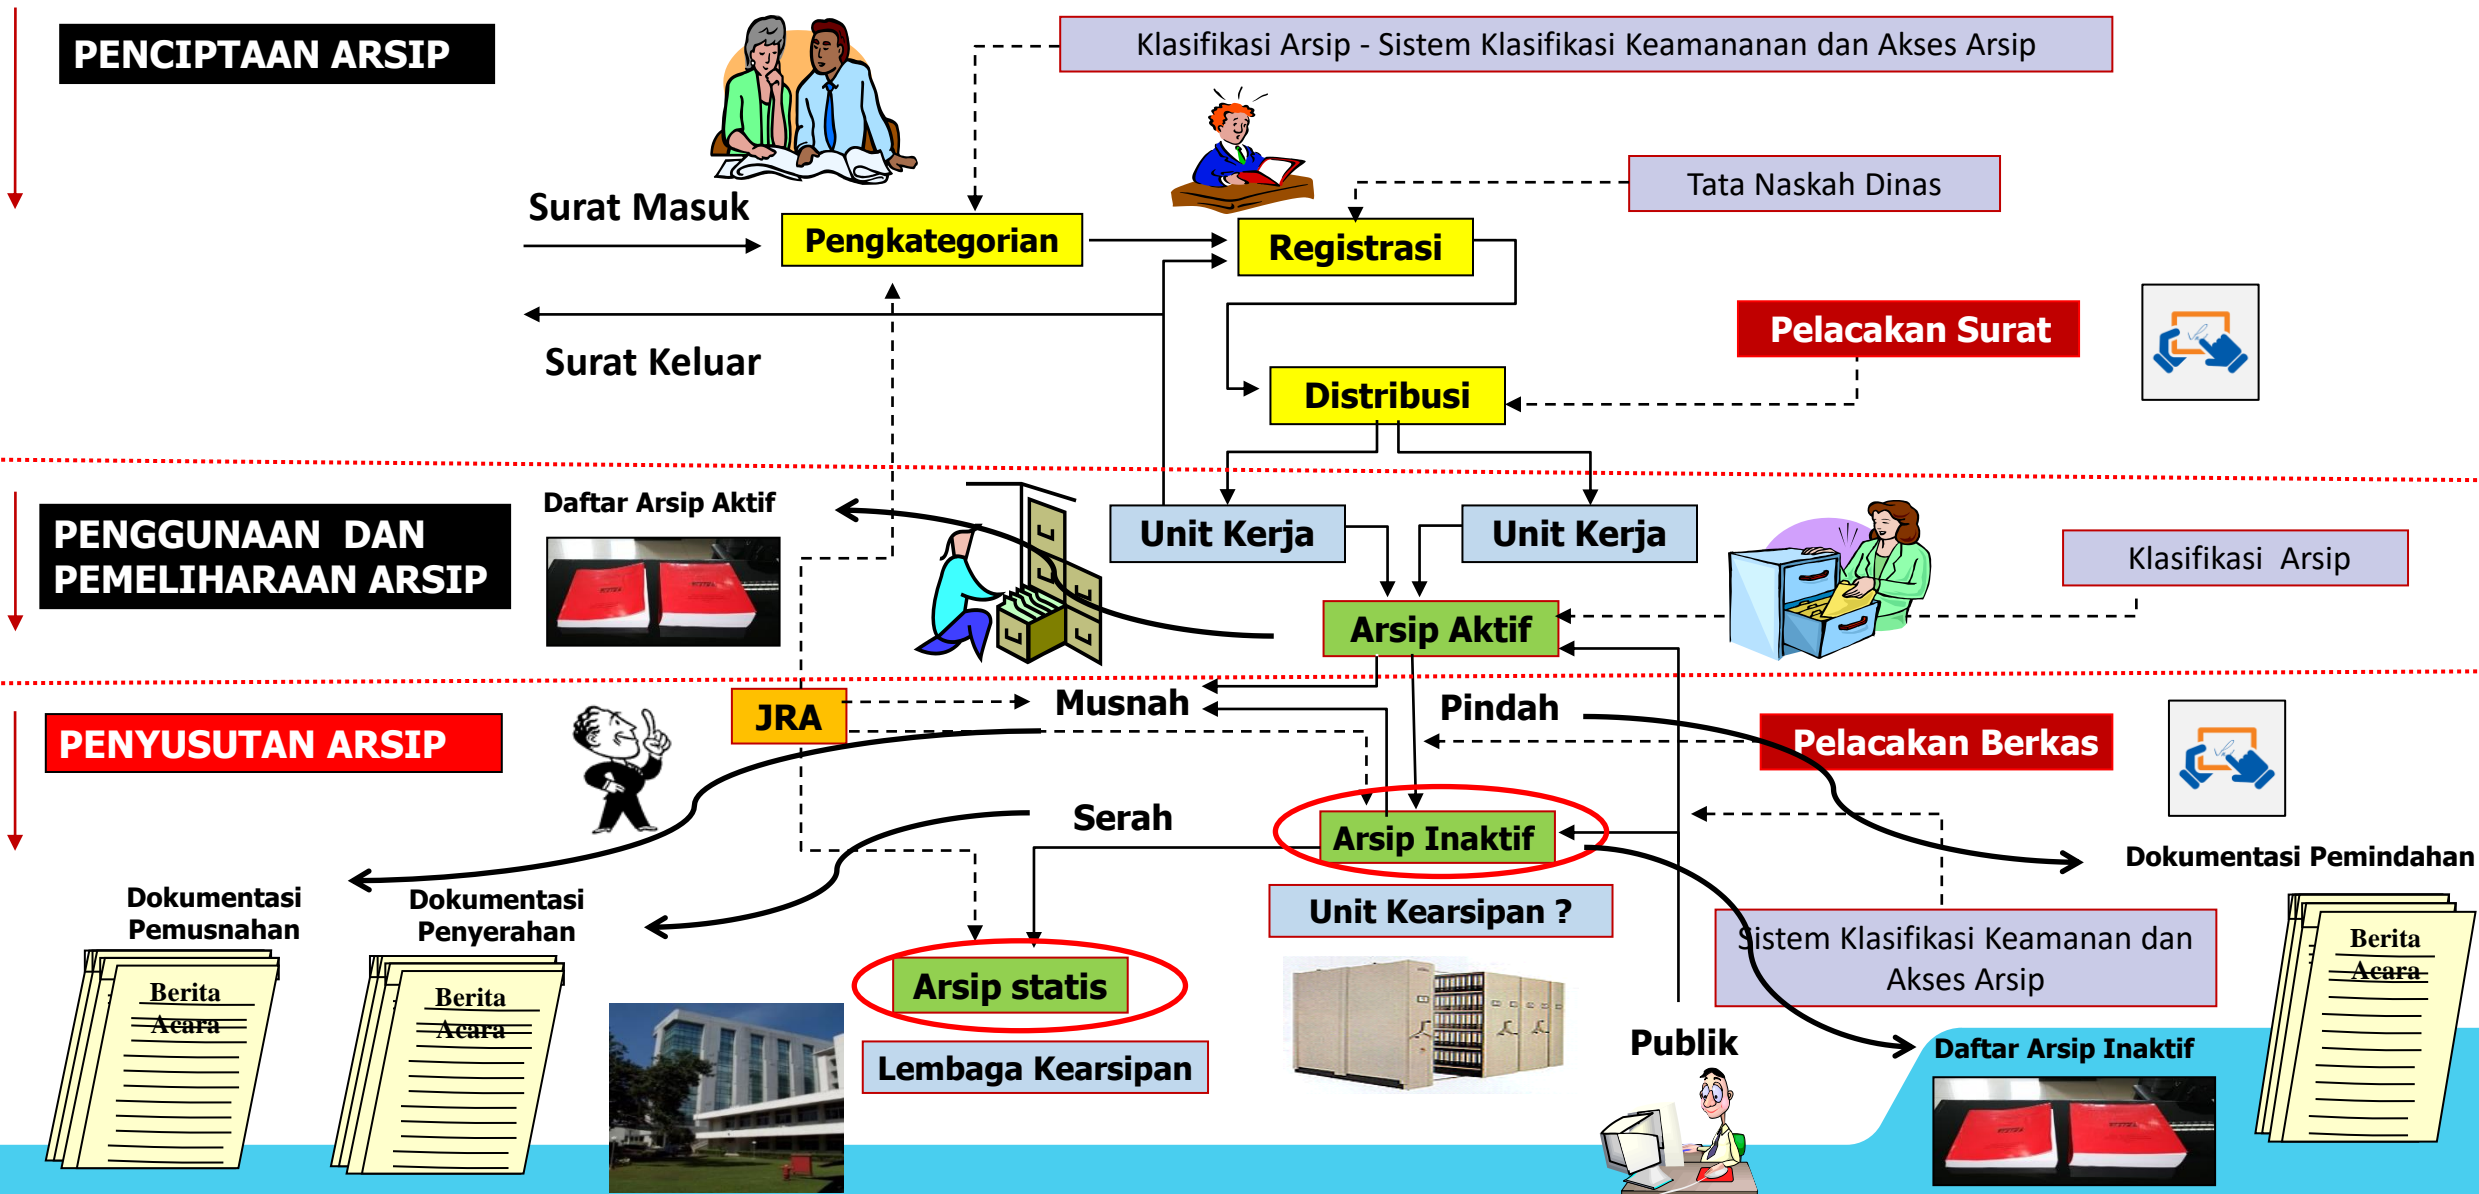 PENCIPTAAN ARSIP
Klasifikasi Arsip - Sistem Klasifikasi Keamananan dan Akses Arsip
Tata Naskah Dinas
Surat Masuk
Pengkategorian
Registrasi
Surat Keluar
Pelacakan Surat
Distribusi
PENGGUNAAN DAN
PEMELIHARAAN ARSIP
Daftar Arsip Aktif
Unit Kerja
Unit Kerja
Klasifikasi Arsip
Arsip Aktif
PENYUSUTAN ARSIP
JRA
Musnah
Pindah
Pelacakan Berkas
Serah
Arsip Inaktif
Dokumentasi Pemindahan
Dokumentasi
Pemusnahan
Dokumentasi
Penyerahan
Unit Kearsipan ?
Sistem Klasifikasi Keamanan dan
Akses Arsip
Berita
Acara
Berita
Acara
Berita
Acara
Arsip statis
Lembaga Kearsipan
Publik
Daftar Arsip Inaktif